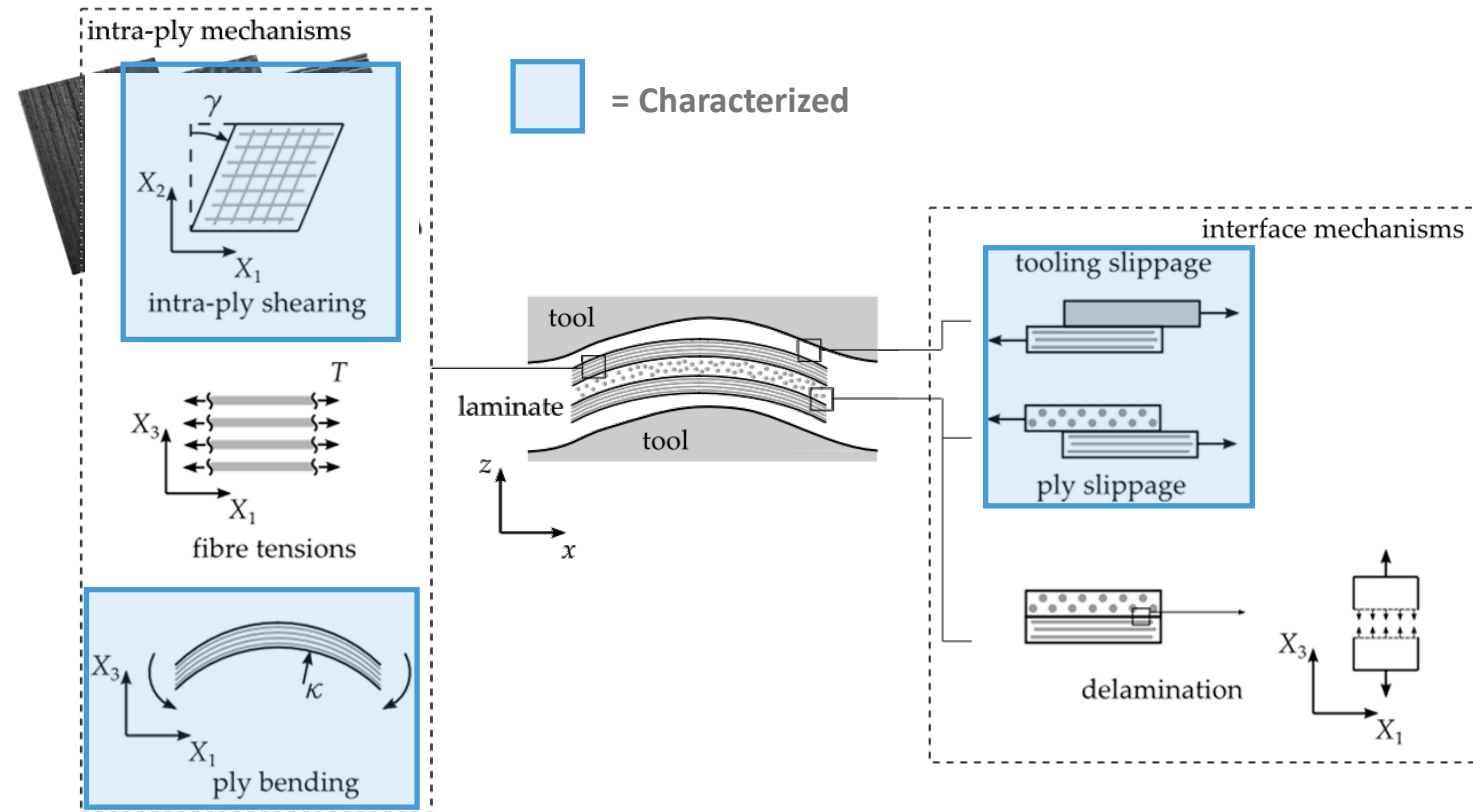 intra-ply mechanisms
γ
X2
X1
intra-ply shearing
T
X3
X1
fibre tensions
X3
κ
X1
ply bending
= Characterized
tool
laminate
tool
z
x
interface mechanisms
tooling slippage
ply slippage
delamination
X3
X1